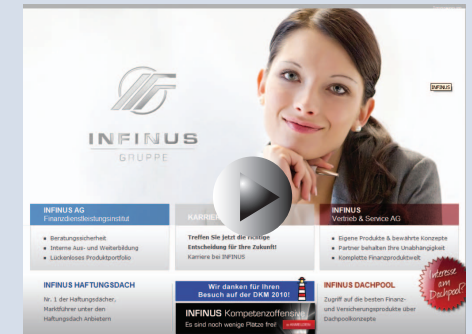 INFINUS
GRUPPE
INFINUS
INFINUS AG
Finanzdienstleistungsinstitut
Beratungssicherheit
Interne Aus- und Weiterbildung
Lückenloses Produktportfolio
KARRIER
Treffen Sie jetzt die richtige
Entscheidung für Ihre Zukunft!
Karriere bei INFINUS
INFINUS
Vertrieb & Service AG
Eigene Produkte & bewährte Konzepte
Partner behalten Ihre Unabhängigkeit
Komplette Finanzproduktwelt
INFINUS HAFTUNGSDACH
Nr. 1 der Haftungsdächer,
Marktführer unter den
Haftungsdach Anbietern
Wir danken für Ihren
Besuch auf der DKM 2010!
INFINUS Kompetenzoffensive
Es sind noch wenige Plätze frei!
INFINUS DACHPOOL
Zugriff auf die besten Finanz-
und Versicherungsprodukte über
Dachpoolkonzepte
Interesse
am
Dachpool?